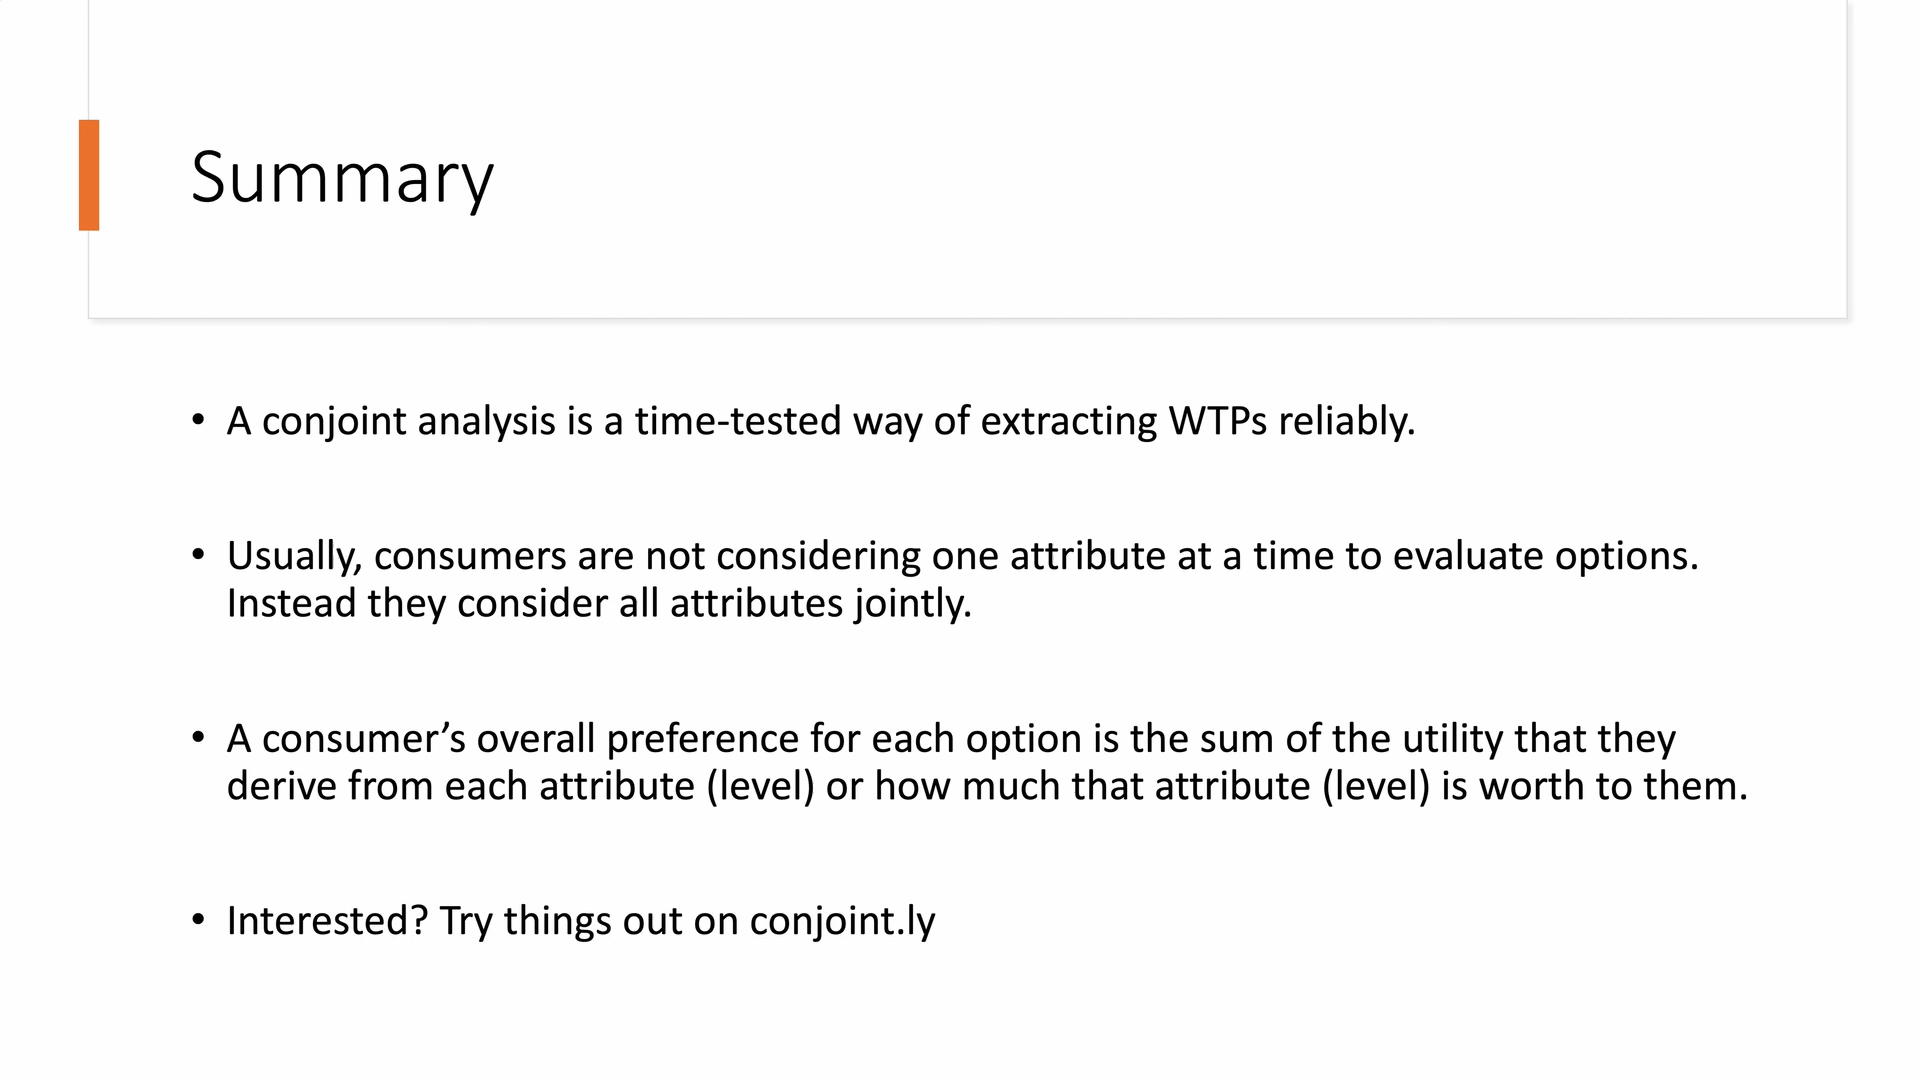 Summary
• A conjoint analysis is a time-tested way of extracting WTPs reliably.
• Usually, consumers are not considering one attribute at a time to evaluate options.
Instead they consider all attributes jointly.
• A consumer’s overall preference for each option is the sum of the utility that they
derive from each attribute (level) or how much that attribute (level) is worth to them.
• Interested? Try things out on conjoint.ly